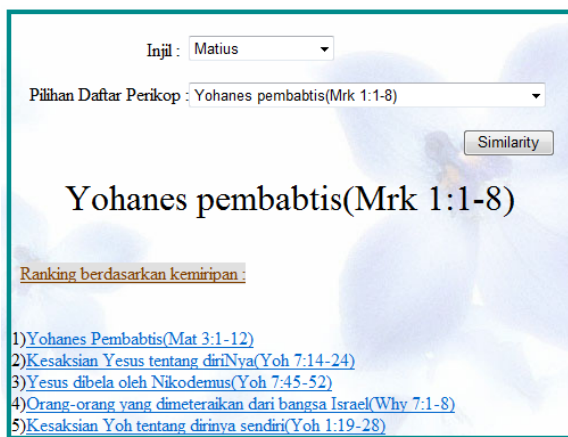 Injil : Matius
Pilihan Daftar Perikop : Yohanes pembabtis(Mrk 1:1-8)
Similarity
Yohanes pembabtis(Mrk 1:1-8)
Ranking berdasarkan kemiripan :
1)Yohanes Pembabtis(Mat 3:1-12)
2)Kesaksian Yesus tentang diriNya(Yoh 7:14-24)
3)Yesus dibela oleh Nikodemus(Yoh 7:45-52)
4)Orang-orang yang dimeteraikan dari bangsa Israel(Why 7:1-8)
5)Kesaksian Yoh tentang dirinya sendiri(Yoh 1:19-28)